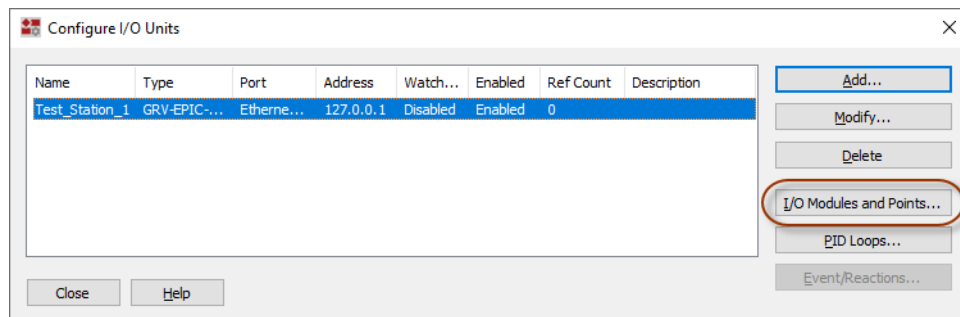 Configure I/O Units
Name Type Port Address Watch... Enabled Ref Count Description
Test_Station_1 GRV-EPIC-... Etherne... 127.0.0.1 Disabled Enabled 0
Add...
Modify...
Delete
I/O Modules and Points...
PID Loops...
Event/Reactions...
Close Help